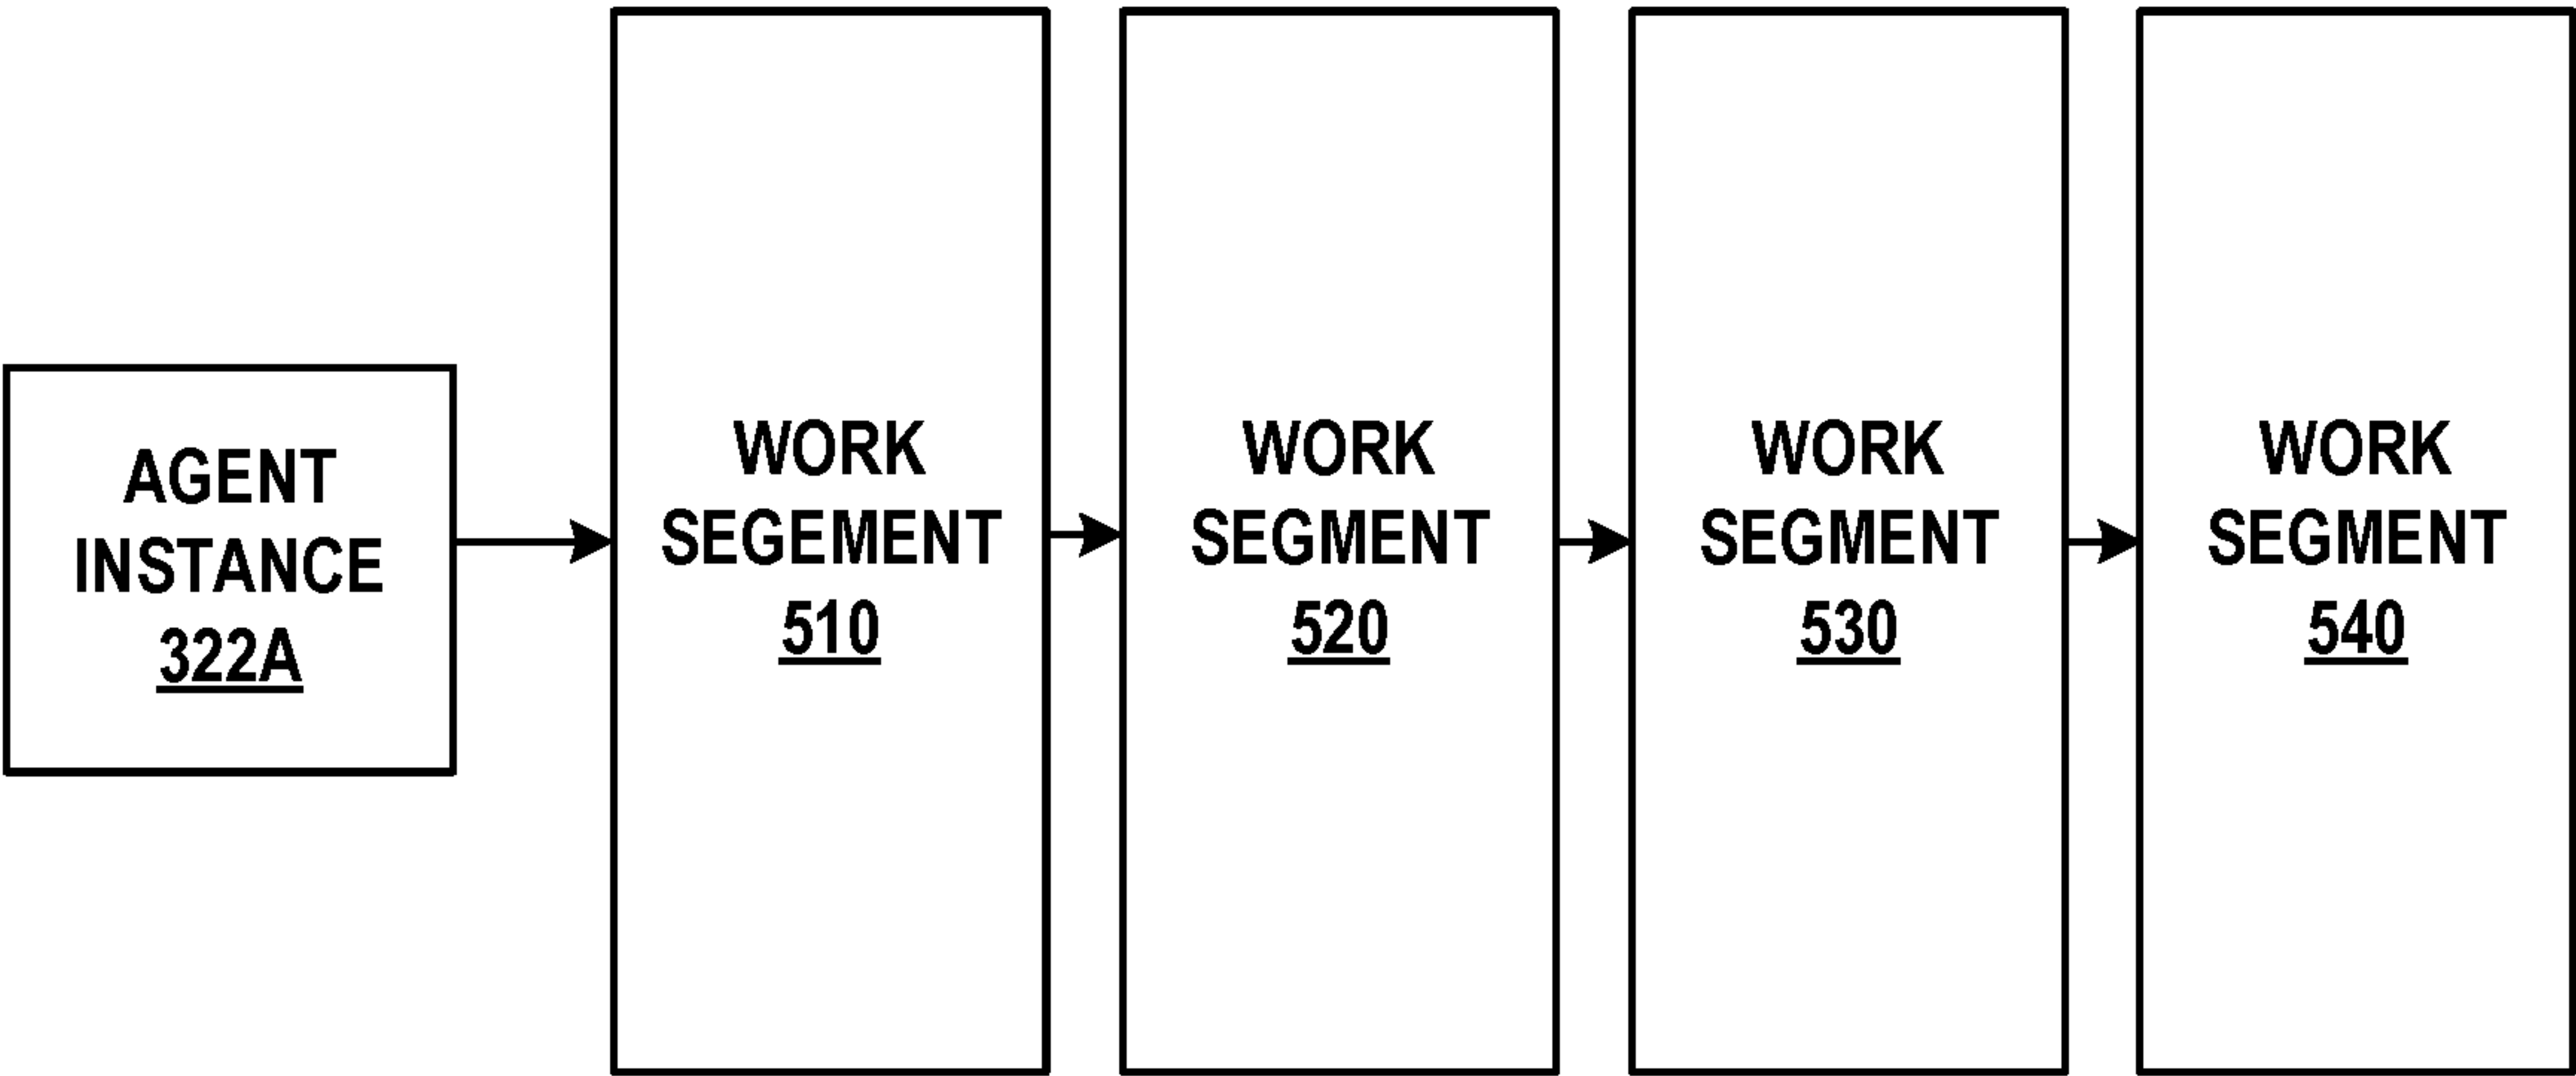 AGENT
INSTANCE
322A
WORK
SEGEMENT
510
WORK
SEGMENT
520
WORK
SEGMENT
530
WORK
SEGMENT
540